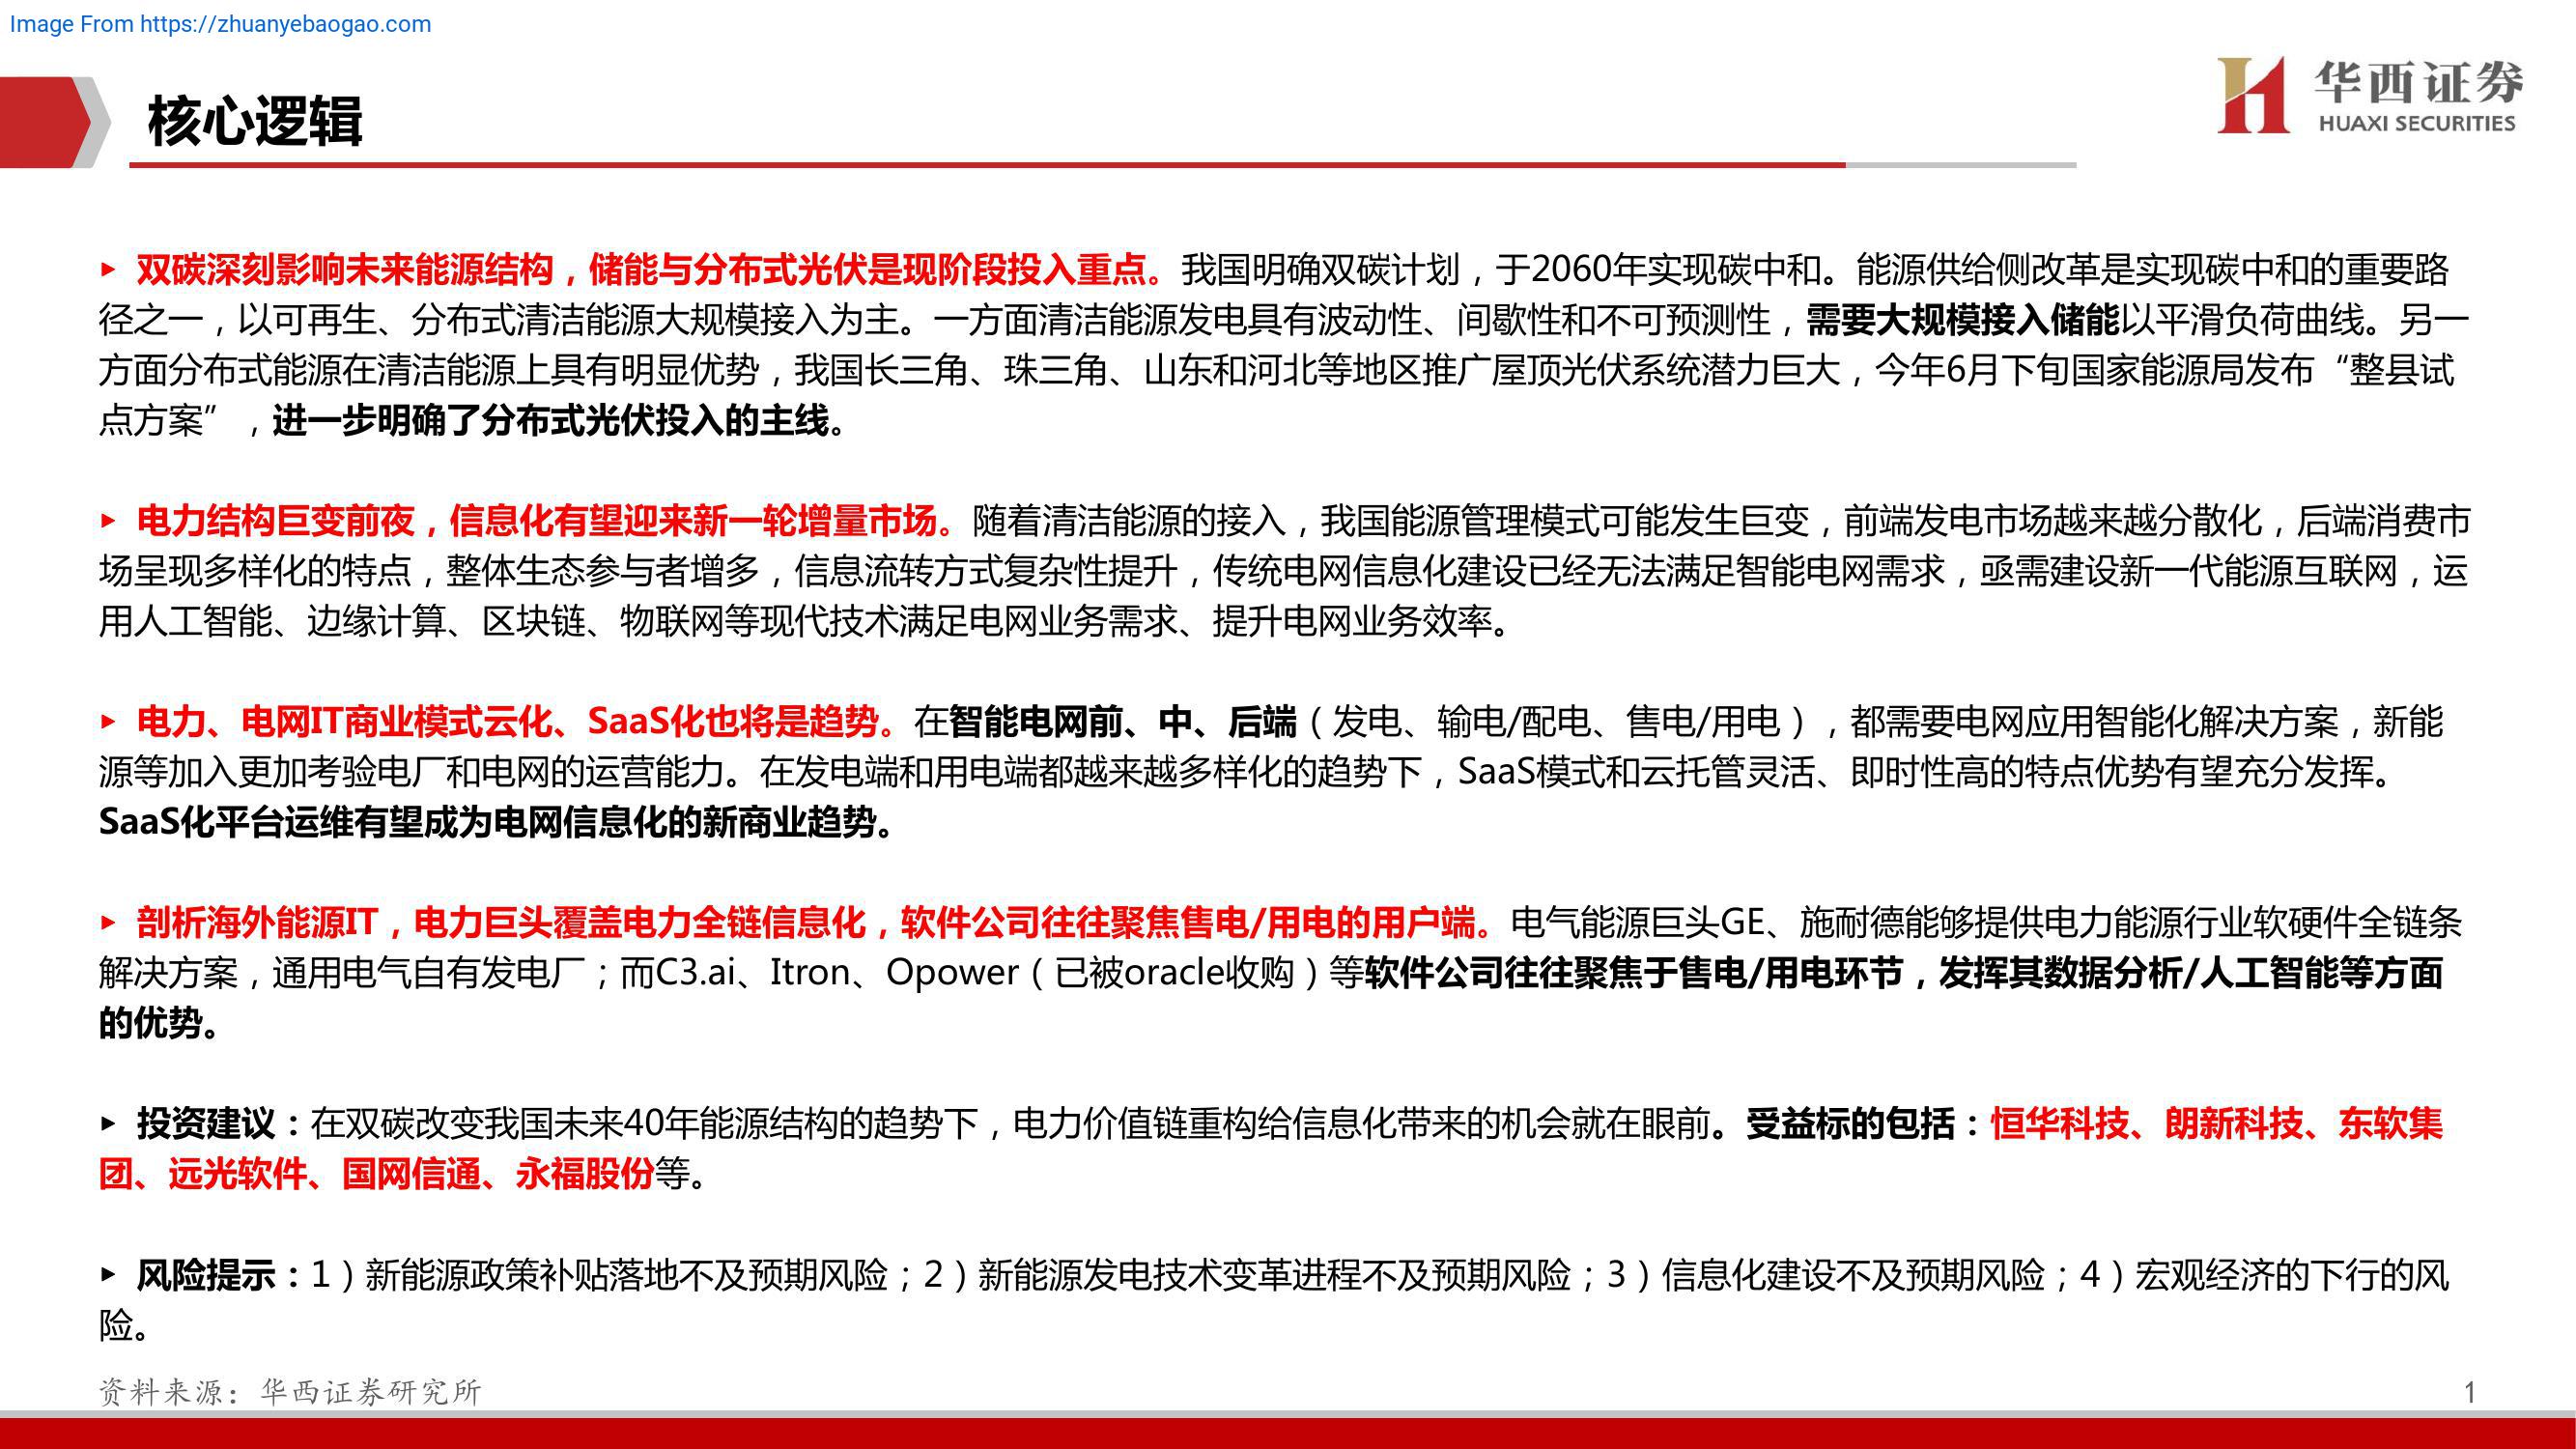 Image From https://zhuanyebaogao.com
核心逻辑
华西证券
HUAXI SECURITIES
▸ 双碳深刻影响未来能源结构，储能与分布式光伏是现阶段投入重点。我国明确双碳计划，于2060年实现碳中和。能源供给侧改革是实现碳中和的重要路
径之一，以可再生、分布式清洁能源大规模接入为主。一方面清洁能源发电具有波动性、间歇性和不可预测性，需要大规模接入储能以平滑负荷曲线。另一
方面分布式能源在清洁能源上具有明显优势，我国长三角、珠三角、山东和河北等地区推广屋顶光伏系统潜力巨大，今年6月下旬国家能源局发布“整县试
点方案”，进一步明确了分布式光伏投入的主线。
▸ 电力结构巨变前夜，信息化有望迎来新一轮增量市场。随着清洁能源的接入，我国能源管理模式可能发生巨变，前端发电市场越来越分散化，后端消费市
场呈现多样化的特点，整体生态参与者增多，信息流转方式复杂性提升，传统电网信息化建设已经无法满足智能电网需求，亟需建设新一代能源互联网，运
用人工智能、边缘计算、区块链、物联网等现代技术满足电网业务需求、提升电网业务效率。
▸ 电力、电网IT商业模式云化、SaaS化也将是趋势。在智能电网前、中、后端（发电、输电/配电、售电/用电），都需要电网应用智能化解决方案，新能
源等加入更加考验电厂和电网的运营能力。在发电端和用电端都越来越多样化的趋势下，SaaS模式和云托管灵活、即时性高的特点优势有望充分发挥。
SaaS化平台运维有望成为电网信息化的新商业趋势。
▸ 剖析海外能源IT，电力巨头覆盖电力全链信息化，软件公司往往聚焦售电/用电的用户端。电气能源巨头GE、施耐德能够提供电力能源行业软硬件全链条
解决方案，通用电气自有发电厂；而C3.ai、Itron、Opower（已被oracle收购）等软件公司往往聚焦于售电/用电环节，发挥其数据分析/人工智能等方面
的优势。
▸ 投资建议：在双碳改变我国未来40年能源结构的趋势下，电力价值链重构给信息化带来的机会就在眼前。受益标的包括：恒华科技、朗新科技、东软集
团、远光软件、国网信通、永福股份等。
▸ 风险提示：1）新能源政策补贴落地不及预期风险；2）新能源发电技术变革进程不及预期风险；3）信息化建设不及预期风险；4）宏观经济的下行的风
险。
资料来源：华西证券研究所
1